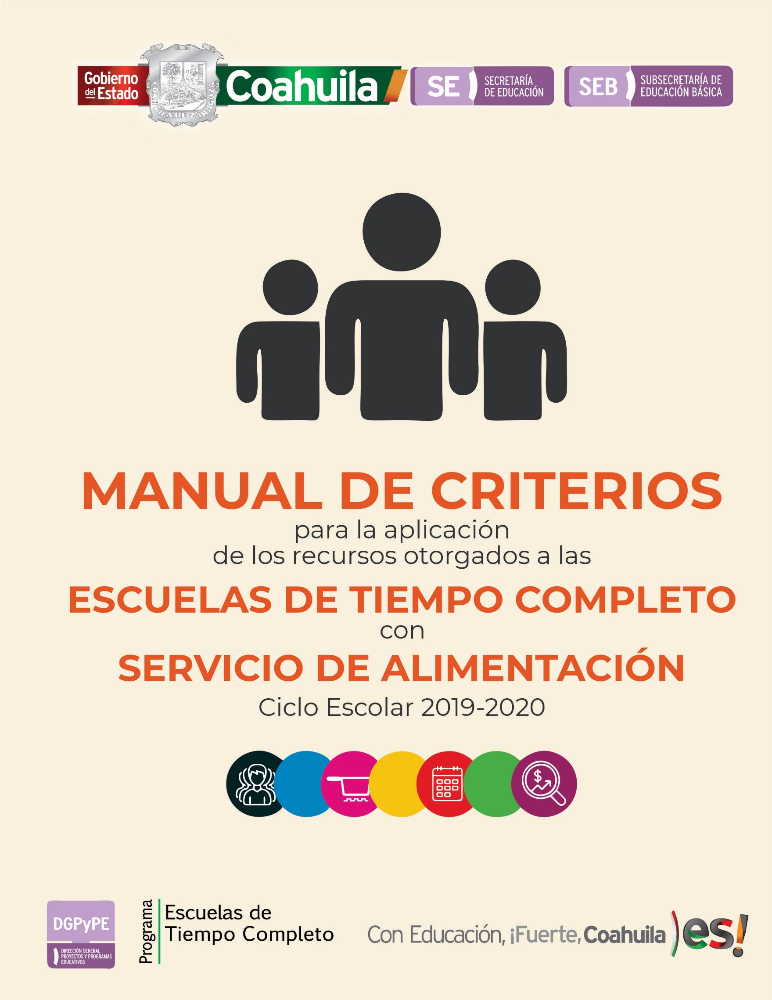 Gobierno
del Estado
COAHVILA DE ZARAGOZA
Coahuila
SE
SECRETARÍA
DE EDUCACIÓN
SEB
SUBSECRETARÍA DE
EDUCACIÓN BÁSICA
MANUAL DE CRITERIOS
para la aplicación
de los recursos otorgados a las
ESCUELAS DE TIEMPO COMPLETO
con
SERVICIO DE ALIMENTACIÓN
Ciclo Escolar 2019-2020
$
DGPyPE
DIRECCIÓN GENERAL
PROYECTOS Y PROGRAMAS
EDUCATIVOS
Programa
Escuelas de
Tiempo Completo
Con Educación, ¡Fuerte, Coahuila es!